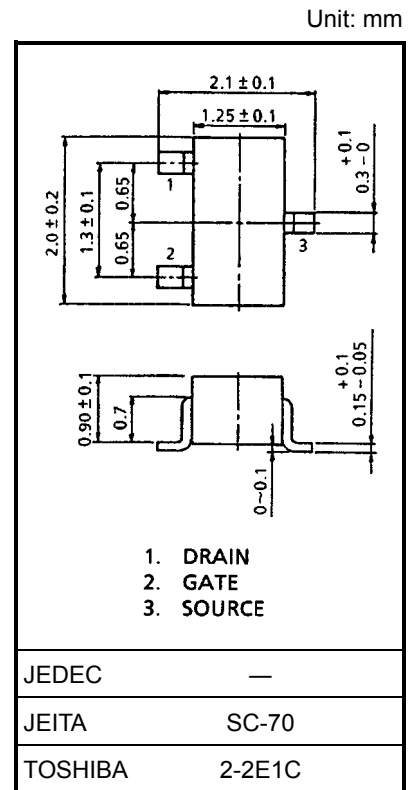 Unit: mm
2.1 ± 0.1
1.25 ± 0.1
+ 0.1
0.3 – 0
2.0 ± 0.2
1.3 ± 0.1
0.65
0.65
1
2
3
0.90 ± 0.1
0.7
+ 0.1
0.15 – 0.05
0~0.1
1. DRAIN
2. GATE
3. SOURCE
JEDEC —
JEITA SC-70
TOSHIBA 2-2E1C